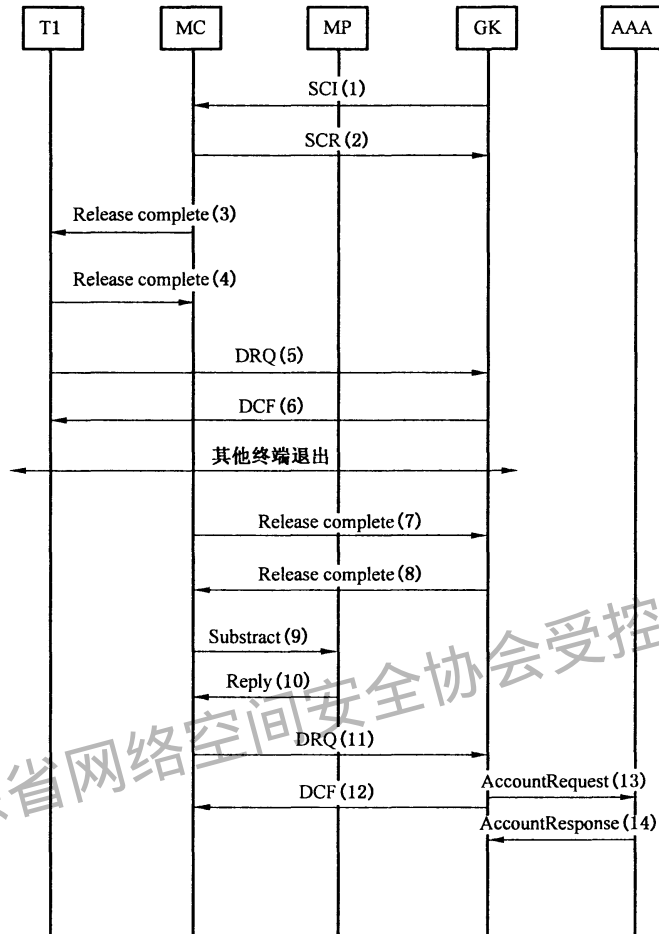 T1 MC MP GK AAA
SCI(1)
SCR(2)
Release complete(3)
Release complete(4)
DRQ(5)
DCF(6)
其他终端退出
Release complete(7)
Release complete(8)
Substract(9)
Reply(10)
DRQ(11)
AccountRequest(13)
DCF(12)
AccountResponse(14)
省网络空间安全协会受控